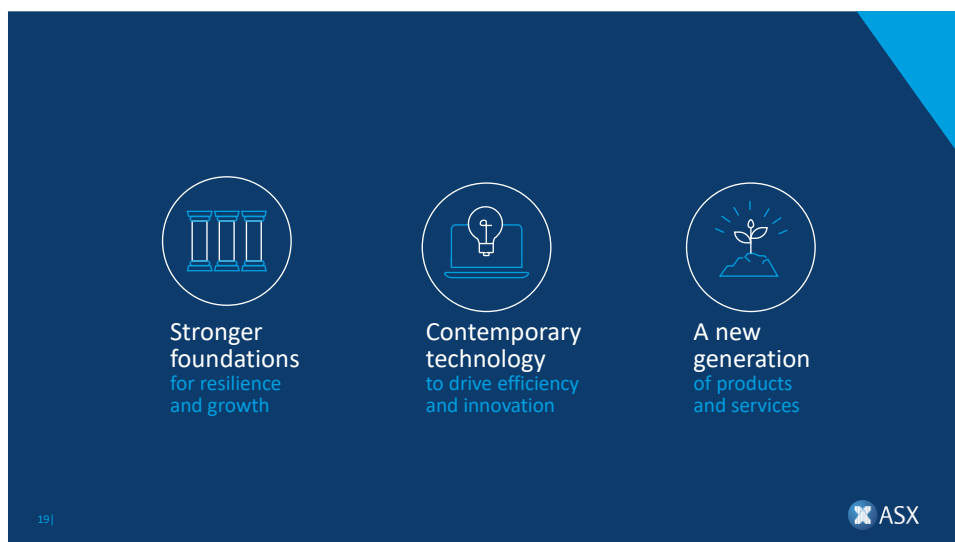 Stronger
foundations
for resilience
and growth
Contemporary
technology
to drive efficiency
and innovation
A new
generation
of products
and services
19|
ASX